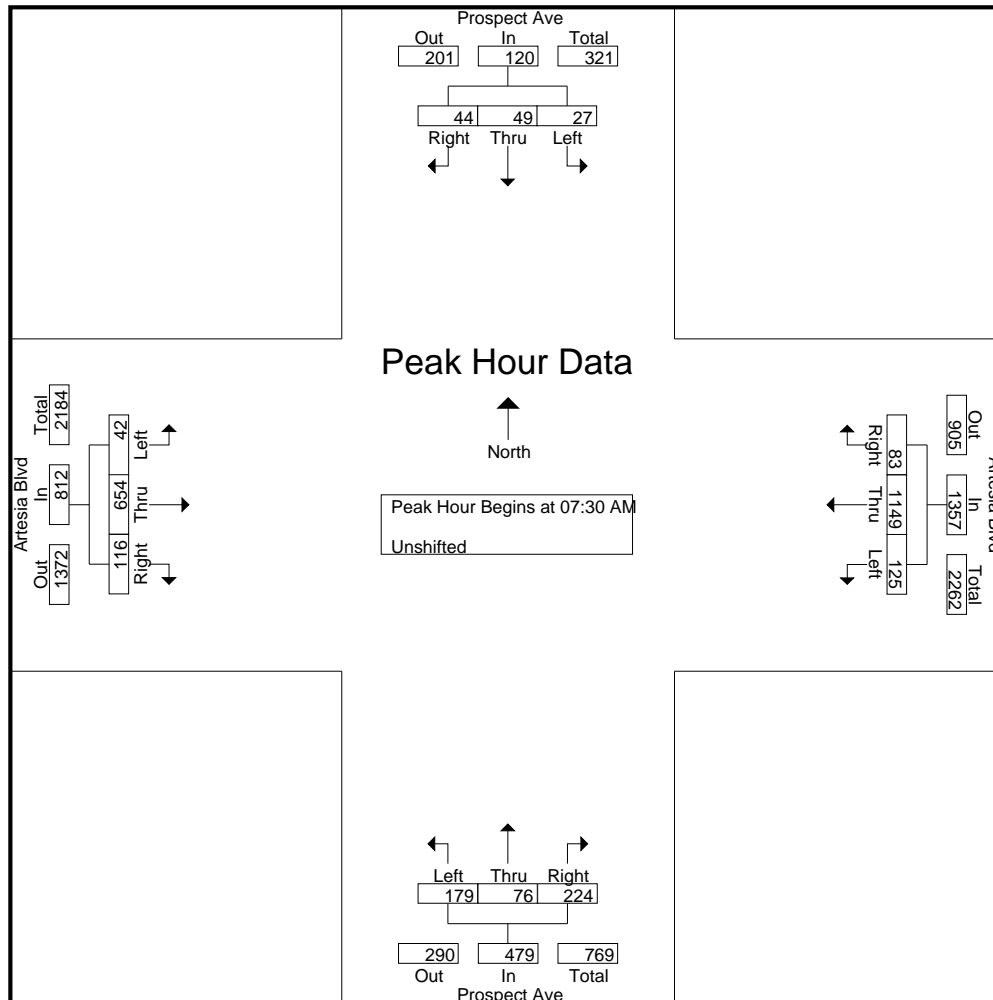 Prospect Ave
Out In Total
201 120 321
44 49 27
Right Thru Left
Peak Hour Data
North
Peak Hour Begins at 07:30 AM
Unshifted
Artesia Blvd
Out In Total
1372 812 2184
42 654 116
Left Thru Right
Artesia Blvd
Out In Total
905 1357 2262
83 1149 125
Right Thru Left
Left Thru Right
179 76 224
290 479 769
Out In Total
Prospect Ave